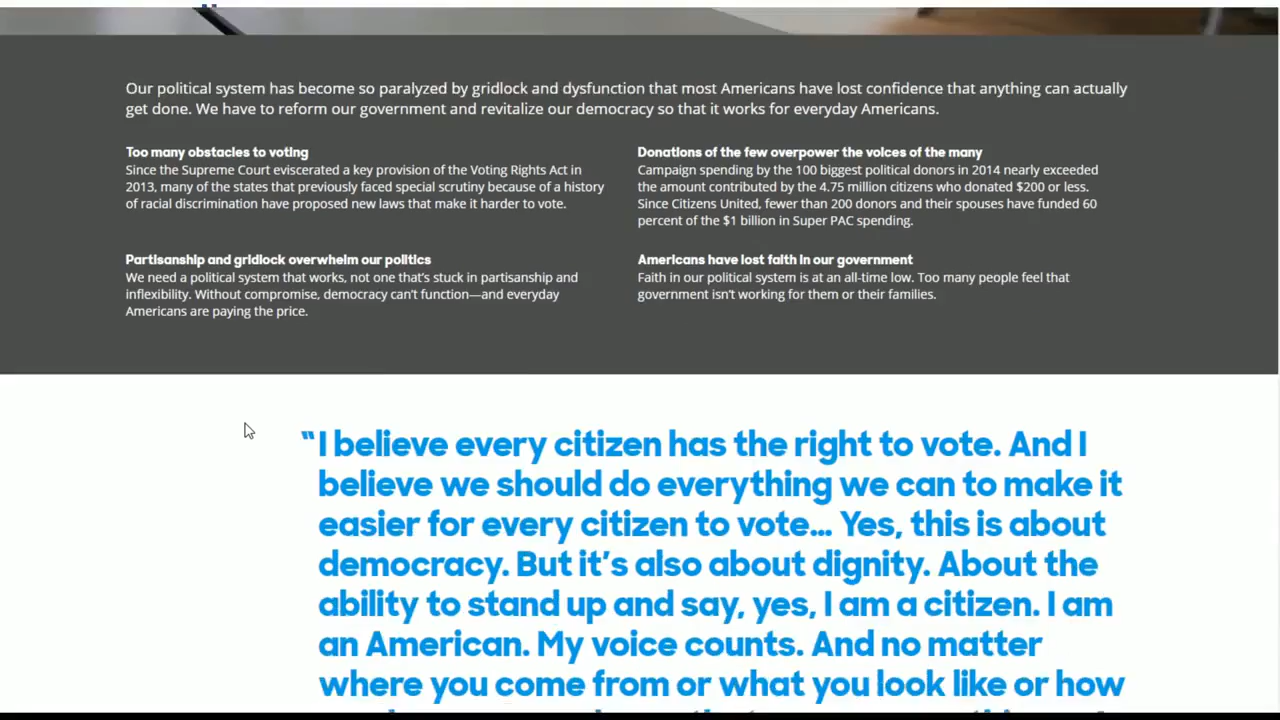 Our political system has become so paralyzed by gridlock and dysfunction that most Americans have lost confidence that anything can actually
get done. We have to reform our government and revitalize our democracy so that it works for everyday Americans.
Too many obstacles to voting
Since the Supreme Court eviscerated a key provision of the Voting Rights Act in
2013, many of the states that previously faced special scrutiny because of a history
of racial discrimination have proposed new laws that make it harder to vote.
Donations of the few overpower the voices of the many
Campaign spending by the 100 biggest political donors in 2014 nearly exceeded
the amount contributed by the 4.75 million citizens who donated $200 or less.
Since Citizens United, fewer than 200 donors and their spouses have funded 60
percent of the $1 billion in Super PAC spending.
Partisanship and gridlock overwhelm our politics
We need a political system that works, not one that's stuck in partisanship and
inflexibility. Without compromise, democracy can't function—and everyday
Americans are paying the price.
Americans have lost faith in our government
Faith in our political system is at an all-time low. Too many people feel that
government isn't working for them or their families.
"I believe every citizen has the right to vote. And I
believe we should do everything we can to make it
easier for every citizen to vote... Yes, this is about
democracy. But it's also about dignity. About the
ability to stand up and say, yes, I am a citizen. I am
an American. My voice counts. And no matter
where you come from or what you look like or how